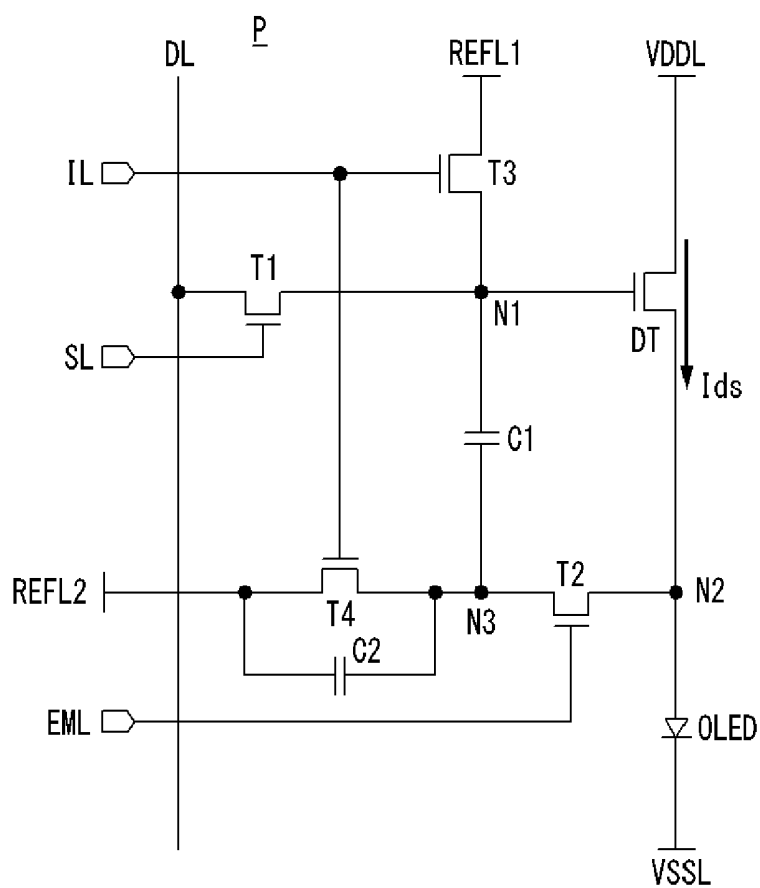 P
DL
REFL1
VDDL
IL
T3
T1
N1
DT
SL
Ids
C1
T2
REFL2
T4
N3
N2
C2
EML
OLED
VSSL